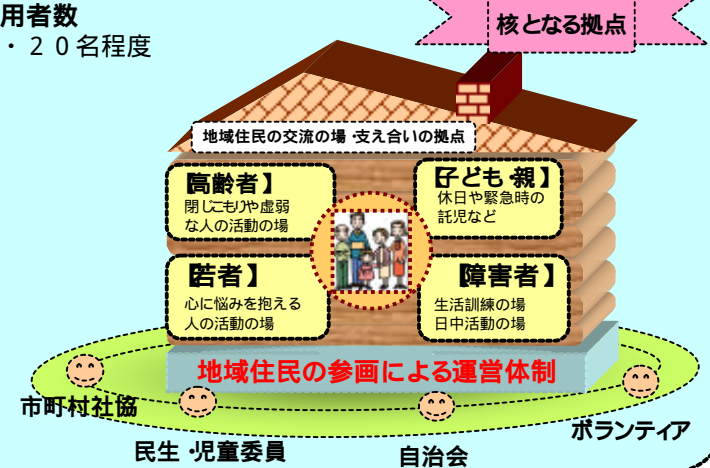 用者数
・２０名程度
核となる拠点
地域住民の交流の場・支え合いの拠点
【高齢者】
閉じこもりや虚弱
な人の活動の場
【子ども・親】
休日や緊急時の
託児など
【若者】
心に悩みを抱える
人の活動の場
【障害者】
生活訓練の場
日中活動の場
地域住民の参画による運営体制
市町村社協
民生・児童委員
自治会
ボランティア